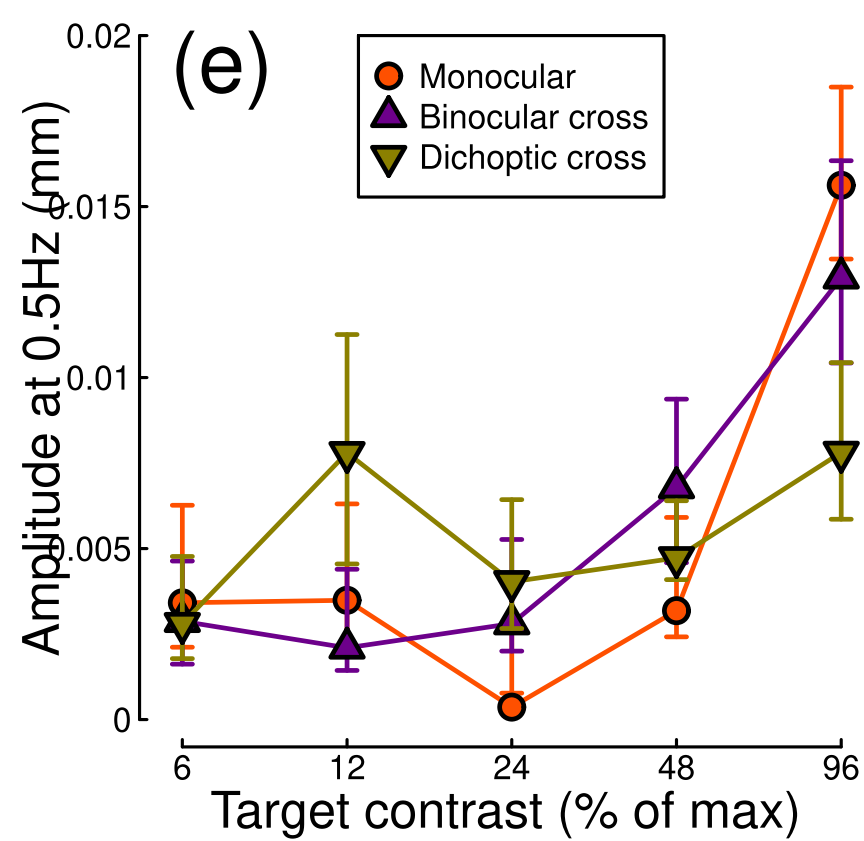 (e)
Monocular
Binocular cross
Dichoptic cross
Amplitude at 0.5Hz (mm)
0.02
0.015
0.01
0.005
0
6 12 24 48 96
Target contrast (% of max)